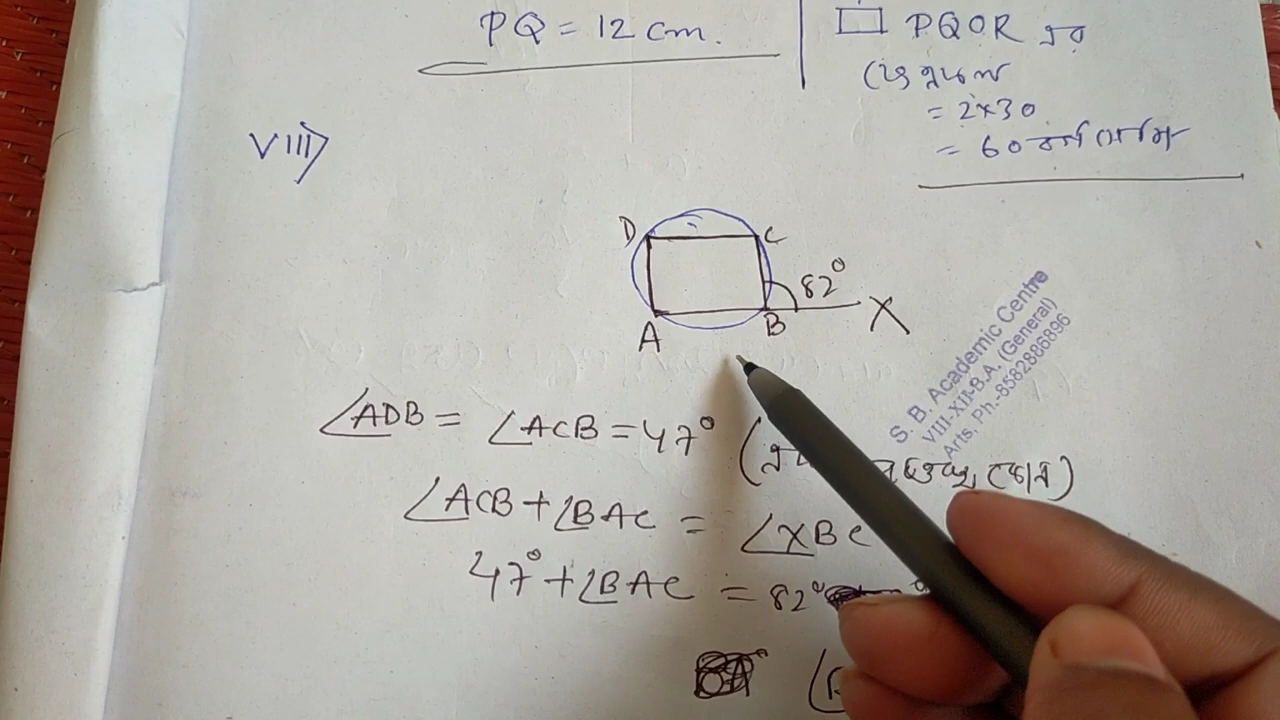 PQ = 12 cm.
▭ PQOR এর
ক্ষেত্রফল
= 2×30
= 60 বর্গ সেমি
VIII>
D C
82°
A B X
S. B. Academic Centre
VIII-XII-B.A. (General)
Arts, Ph.-8582886896
∠ADB = ∠ACB = 47° (
∠ACB + ∠BAC = ∠XBC
47° + ∠BAC = 82°